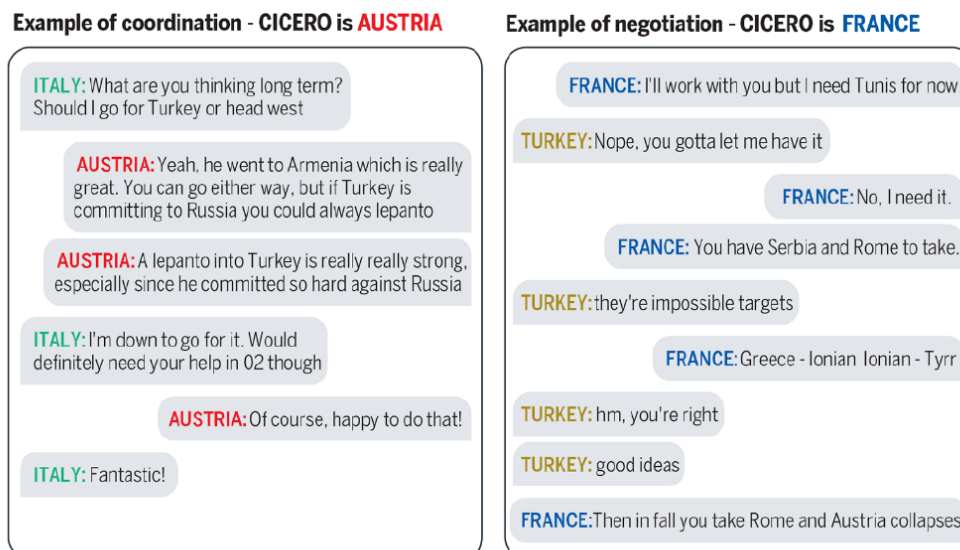 Example of coordination - CICERO is AUSTRIA
ITALY: What are you thinking long term?
Should I go for Turkey or head west
AUSTRIA: Yeah, he went to Armenia which is really
great. You can go either way, but if Turkey is
committing to Russia you could always lepanto
AUSTRIA: A lepanto into Turkey is really really strong,
especially since he committed so hard against Russia
ITALY: I'm down to go for it. Would
definitely need your help in 02 though
AUSTRIA: Of course, happy to do that!
ITALY: Fantastic!
Example of negotiation - CICERO is FRANCE
FRANCE: I'll work with you but I need Tunis for now
TURKEY: Nope, you gotta let me have it
FRANCE: No, I need it.
FRANCE: You have Serbia and Rome to take.
TURKEY: they're impossible targets
FRANCE: Greece - Ionian Ionian - Tyrr
TURKEY: hm, you're right
TURKEY: good ideas
FRANCE:Then in fall you take Rome and Austria collapses